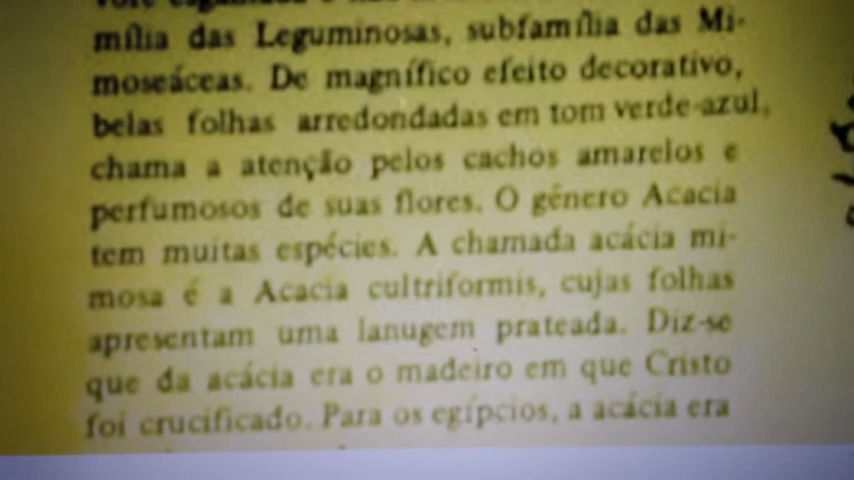 mília das Leguminosas, subfamília das Mi-
moseáceas. De magnífico efeito decorativo,
belas folhas arredondadas em tom verde-azul,
chama a atenção pelos cachos amarelos e
perfumosos de suas flores. O género Acacia
tem muitas espécies. A chamada acácia mi-
mosa é a Acacia cultriformis, cujas folhas
apresentam uma lanugem prateada. Diz-se
que da acácia era o madeiro em que Cristo
foi crucificado. Para os egípcios, a acácia era